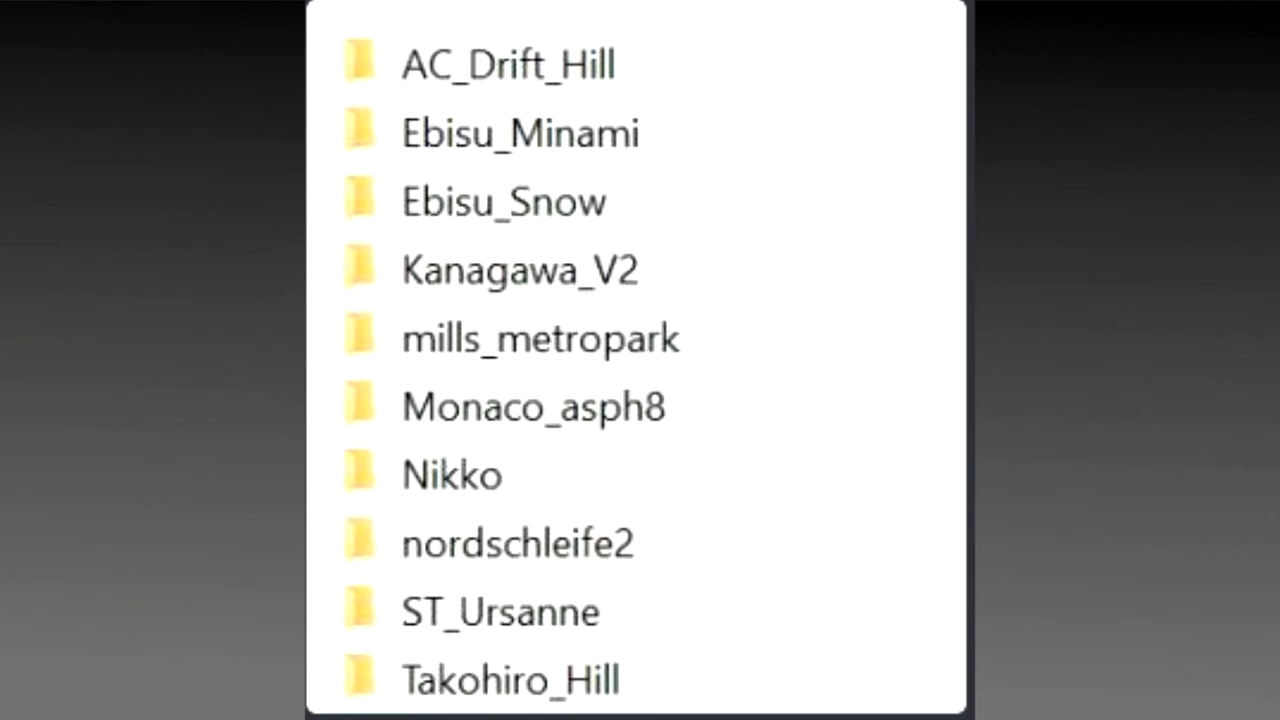 AC_Drift_Hill
Ebisu_Minami
Ebisu_Snow
Kanagawa_V2
mills_metropark
Monaco_asph8
Nikko
nordschleife2
ST_Ursanne
Takohiro_Hill